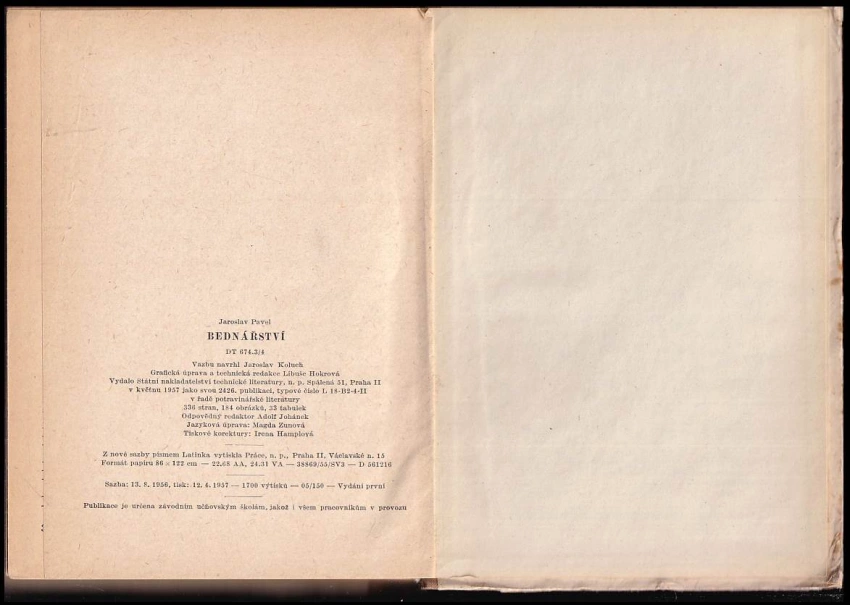 Jaroslav Pavel
BEDNÁŘSTVÍ
DT 674.3/4
Vazbu navrhl Jaroslav Koluch
Grafická úprava a technická redakce Libuše Hokrová
Vydalo Státní nakladatelství technické literatury, n. p. Spálená 51, Praha II
v květnu 1957 jako svou 2426. publikaci, typové číslo L 18-B2-4-II
v řadě potravinářské literatury
336 stran, 184 obrázků, 33 tabulek
Odpovědný redaktor Adolf Johánek
Jazyková úprava: Magda Zunová
Tiskové korektury: Irena Hamplová
Z nové sazby písmem Latinka vytiskla Práce, n. p., Praha II, Václavské n. 15
Formát papíru 86 × 122 cm — 22.68 AA, 24.31 VA — 38869/55/SV3 — D 561216
Sazba: 13. 8. 1956, tisk: 12. 4. 1957 — 1700 výtisků — 05/150 — Vydání první
Publikace je určena závodním učňovským školám, jakož i všem pracovníkům v provozu